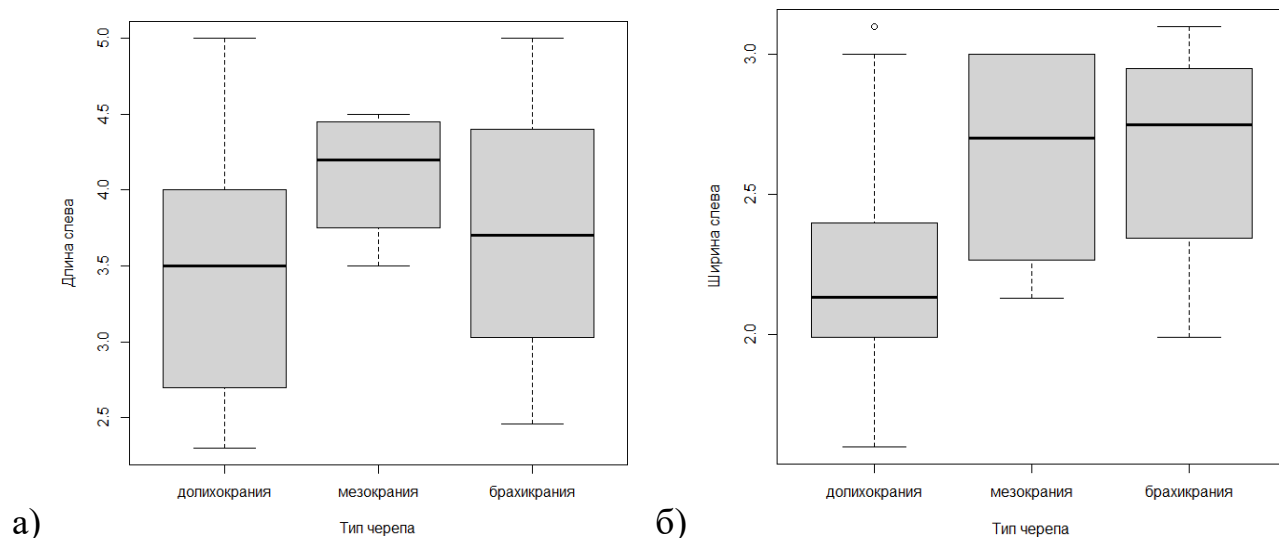 5.0
4.5
4.0
3.5
3.0
2.5
Длина слева
долихокрания мезокрания брахикрания
Тип черепа
а)
3.0
2.5
2.0
Ширина слева
долихокрания мезокрания брахикрания
Тип черепа
б)